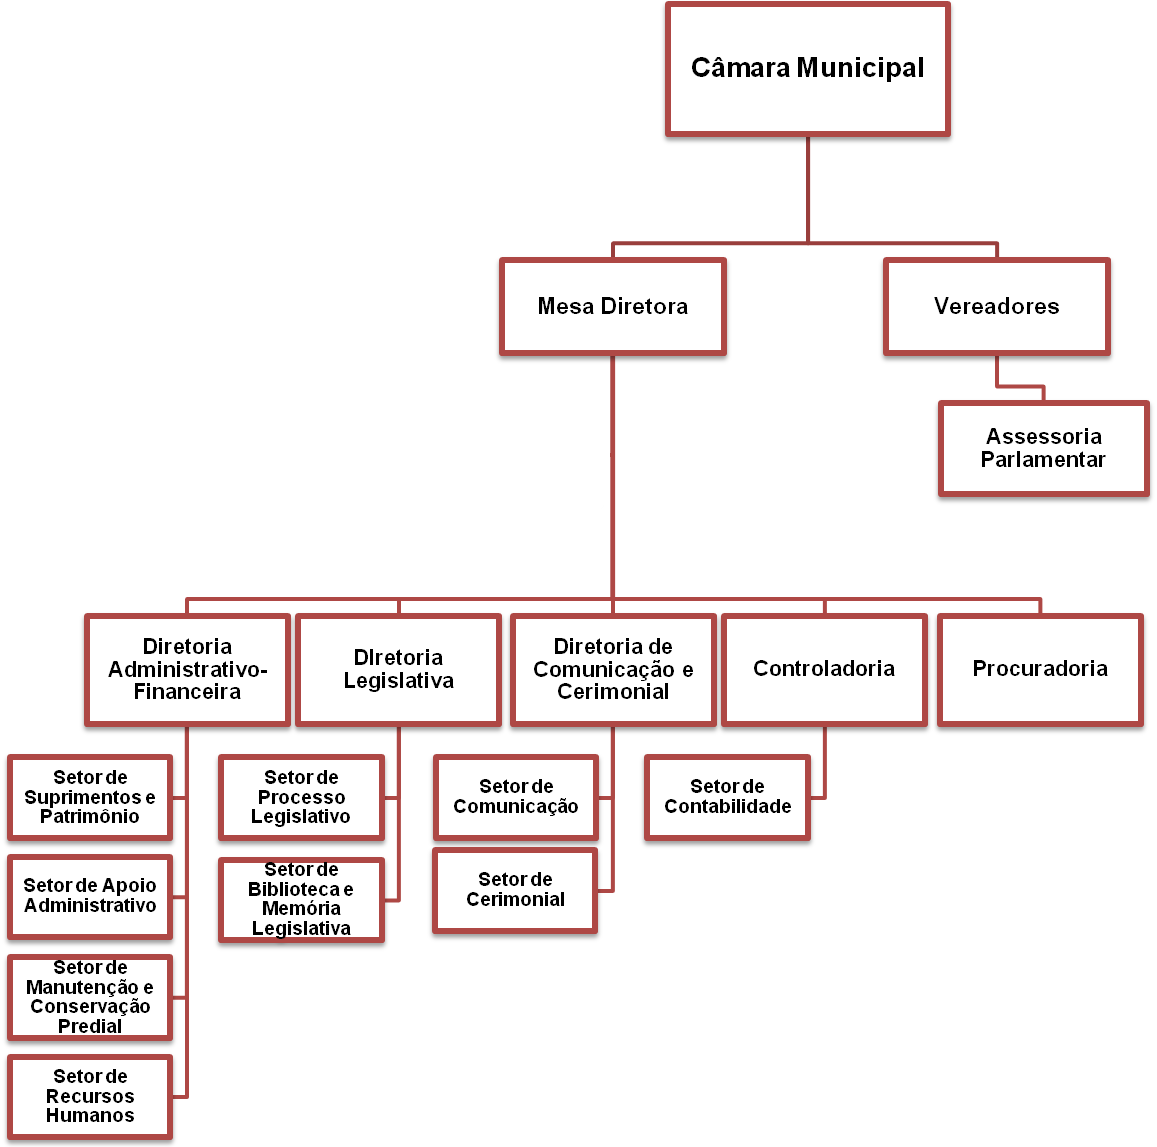 Câmara Municipal
Mesa Diretora
Vereadores
Assessoria
Parlamentar
Diretoria
Administrativo-
Financeira
DIretoria
Legislativa
Diretoria de
Comunicação e
Cerimonial
Controladoria
Procuradoria
Setor de
Suprimentos e
Patrimônio
Setor de Apoio
Administrativo
Setor de
Manutenção e
Conservação
Predial
Setor de
Recursos
Humanos
Setor de
Processo
Legislativo
Setor de
Biblioteca e
Memória
Legislativa
Setor de
Comunicação
Setor de
Cerimonial
Setor de
Contabilidade